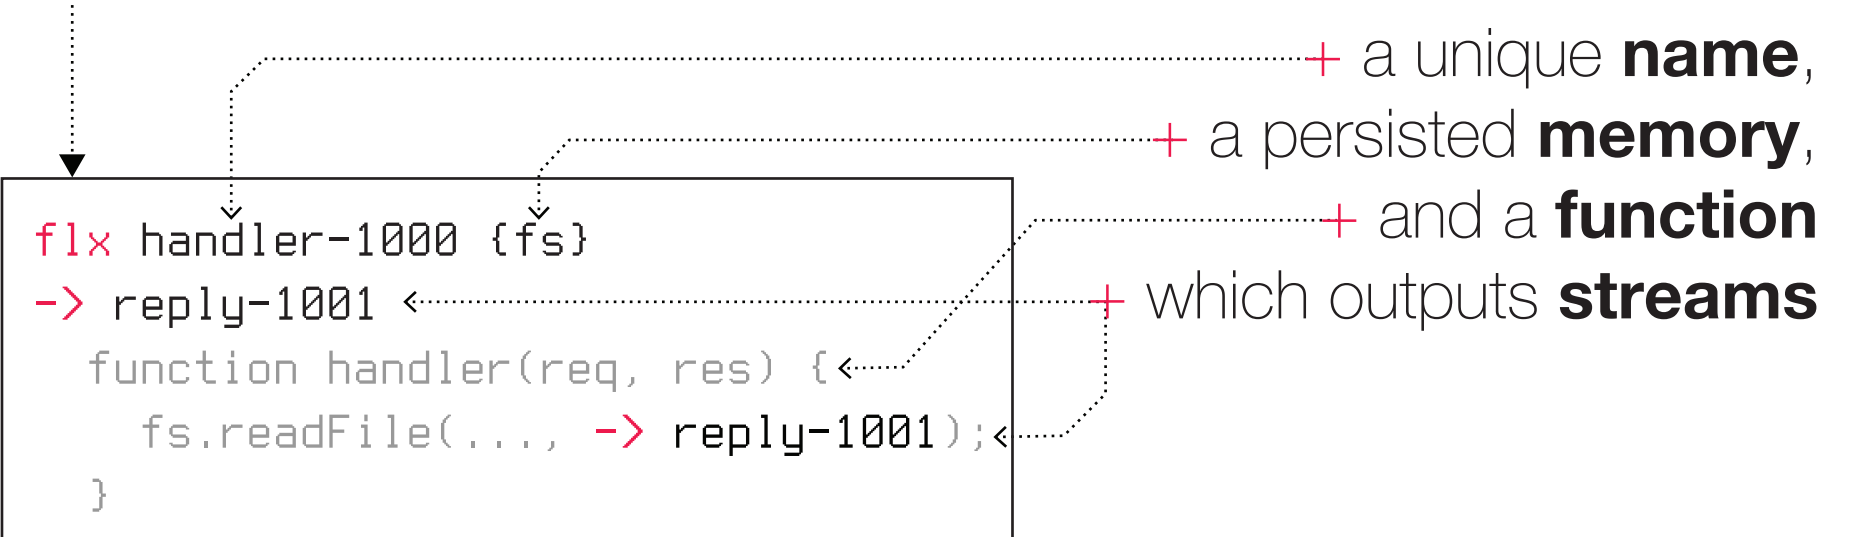 + a unique name,
+ a persisted memory,
+ and a function
+ which outputs streams
flx handler-1000 {fs}
-> reply-1001
function handler(req, res) {
fs.readFile(..., -> reply-1001);
}